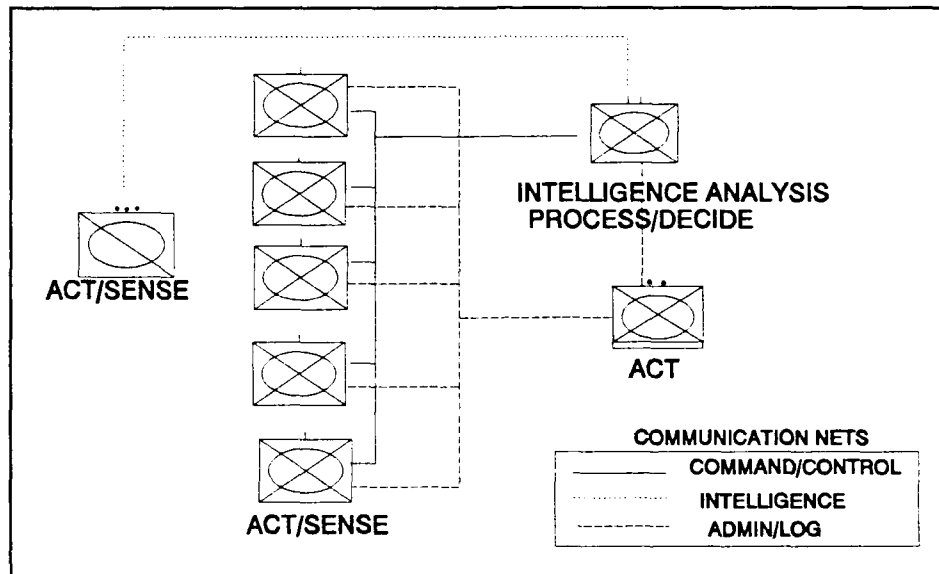 INTELLIGENCE ANALYSIS
PROCESS/DECIDE
ACT/SENSE
ACT
ACT/SENSE
COMMUNICATION NETS
COMMAND/CONTROL
INTELLIGENCE
ADMIN/LOG